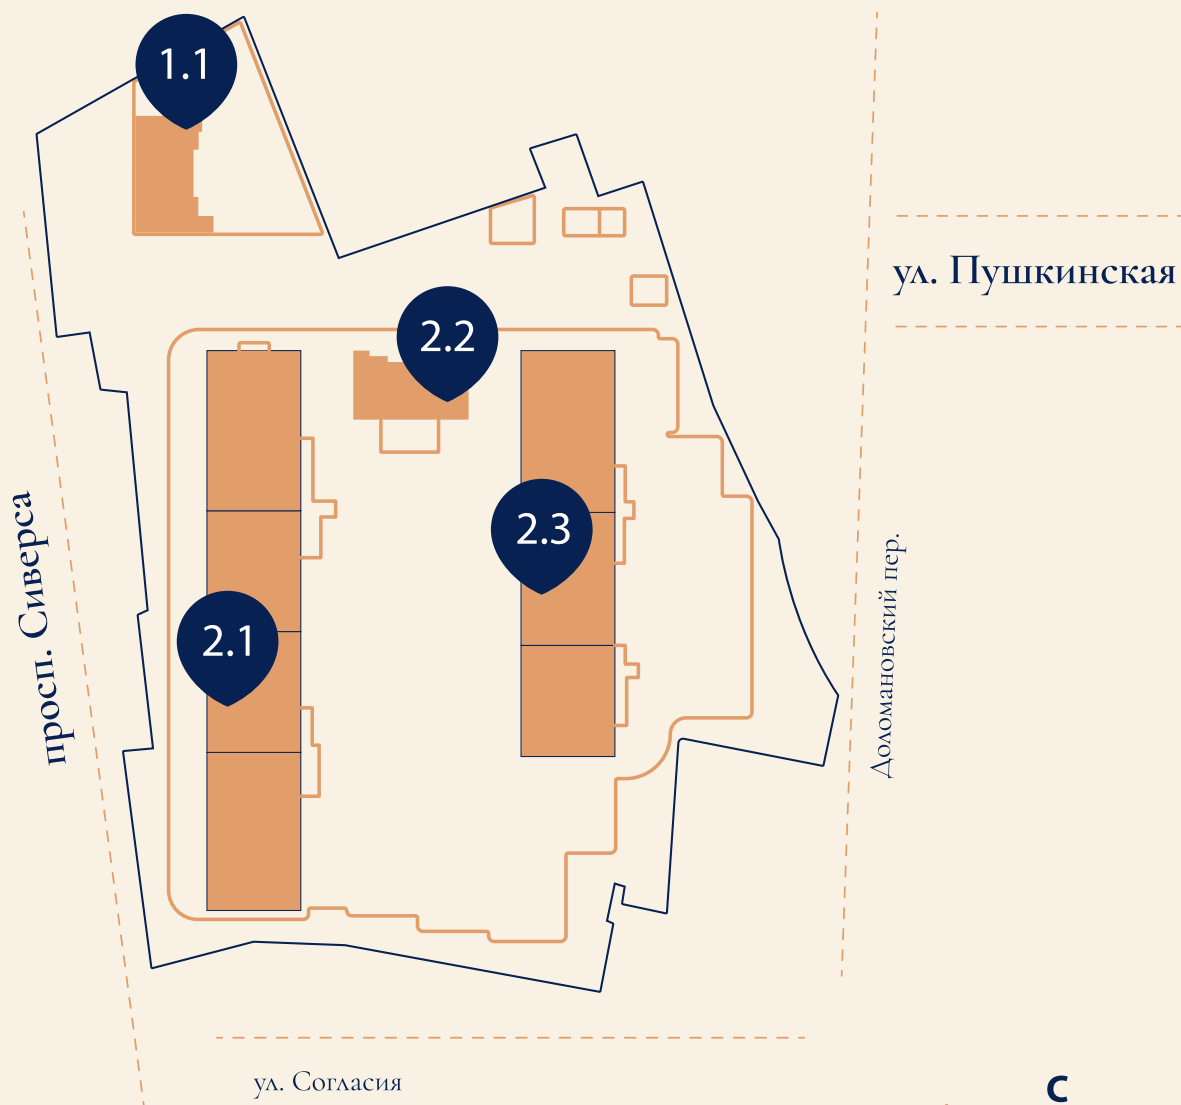 1.1
ул. Пушкинская
2.2
2.3
просп. Сиверса
2.1
Доломановский пер.
ул. Согласия
С